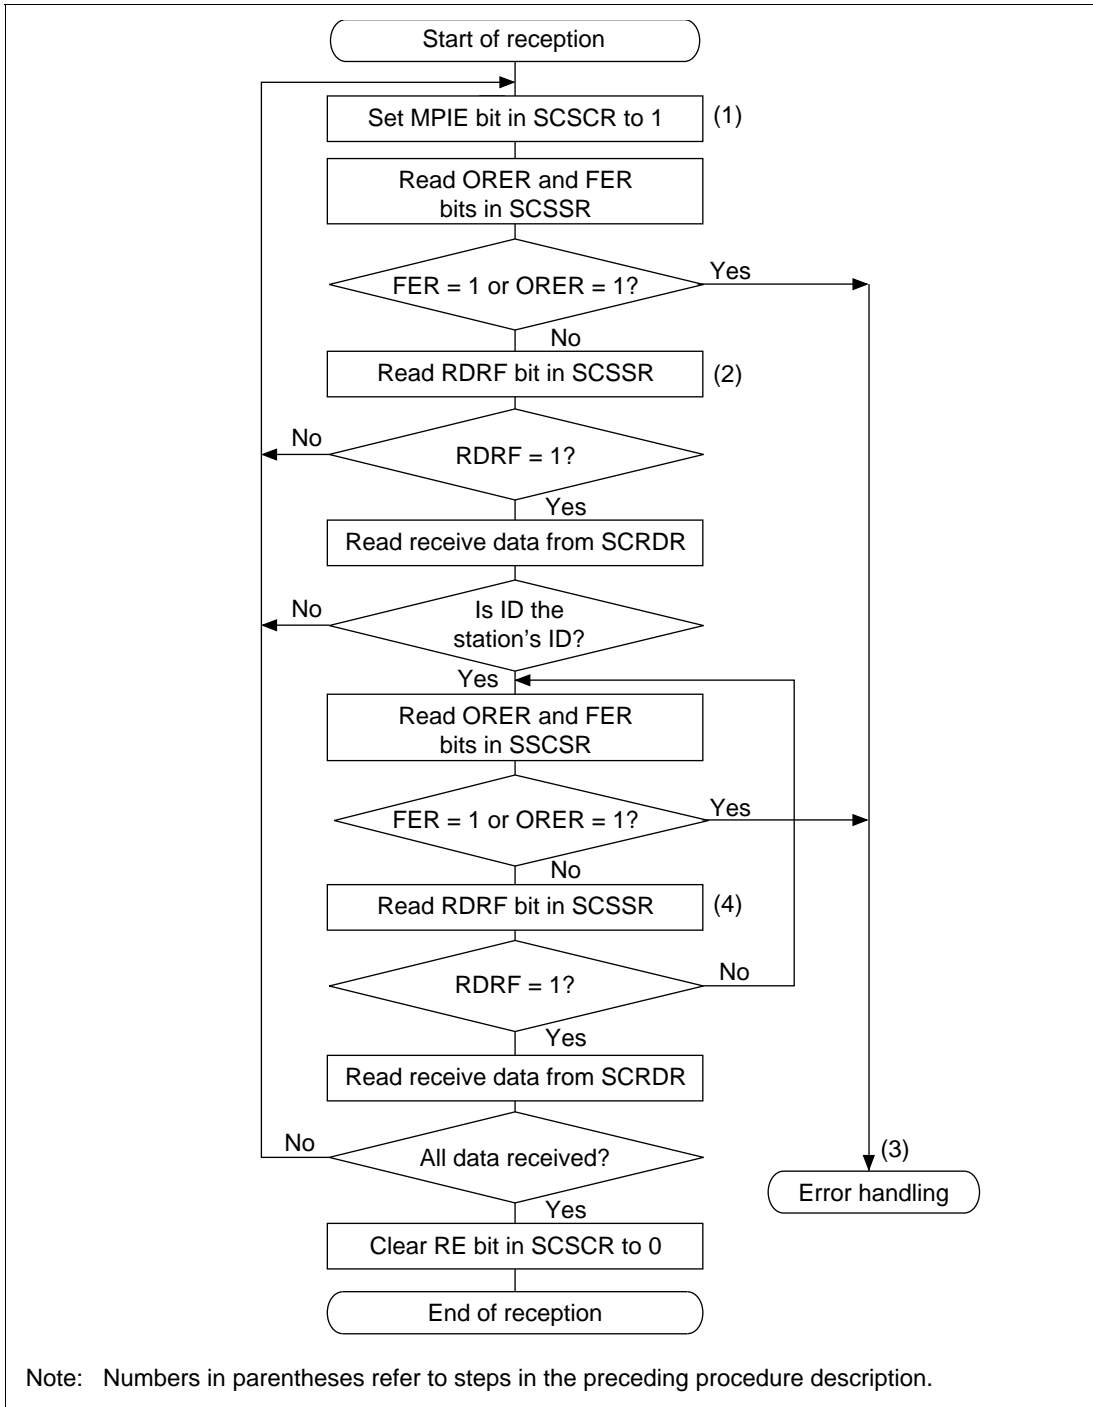 Start of reception
Set MPIE bit in SCSCR to 1
(1)
Read ORER and FER
bits in SCSSR
FER = 1 or ORER = 1?
Yes
No
Read RDRF bit in SCSSR
(2)
No
RDRF = 1?
Yes
Read receive data from SCRDR
No
Is ID the
station's ID?
Yes
Read ORER and FER
bits in SSCSR
FER = 1 or ORER = 1?
Yes
No
Read RDRF bit in SCSSR
(4)
RDRF = 1?
No
Yes
Read receive data from SCRDR
No
All data received?
(3)
Error handling
Yes
Clear RE bit in SCSCR to 0
End of reception
Note: Numbers in parentheses refer to steps in the preceding procedure description.